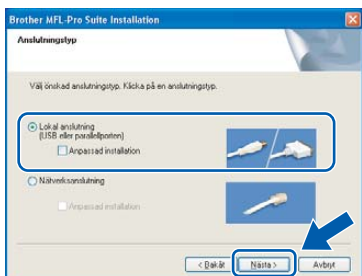 Brother MFL-Pro Suite Installation
Anslutningstyp
Välj önskad anslutningstyp. Klicka på en anslutningstyp.
Lokal anslutning
(USB eller parallellporten)
Anpassad installation
Nätverksanslutning
Anpassad installation
< Bakåt
Nästa >
Avbryt